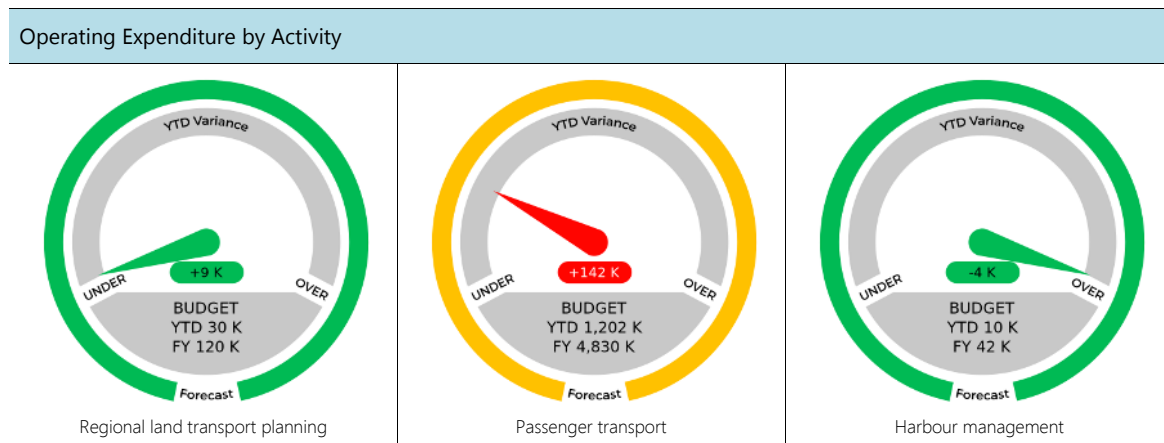 Operating Expenditure by Activity
YTD Variance
+9 K
UNDER
OVER
BUDGET
YTD 30 K
FY 120 K
Forecast
Regional land transport planning
YTD Variance
+142 K
UNDER
OVER
BUDGET
YTD 1,202 K
FY 4,830 K
Forecast
Passenger transport
YTD Variance
-4 K
UNDER
OVER
BUDGET
YTD 10 K
FY 42 K
Forecast
Harbour management